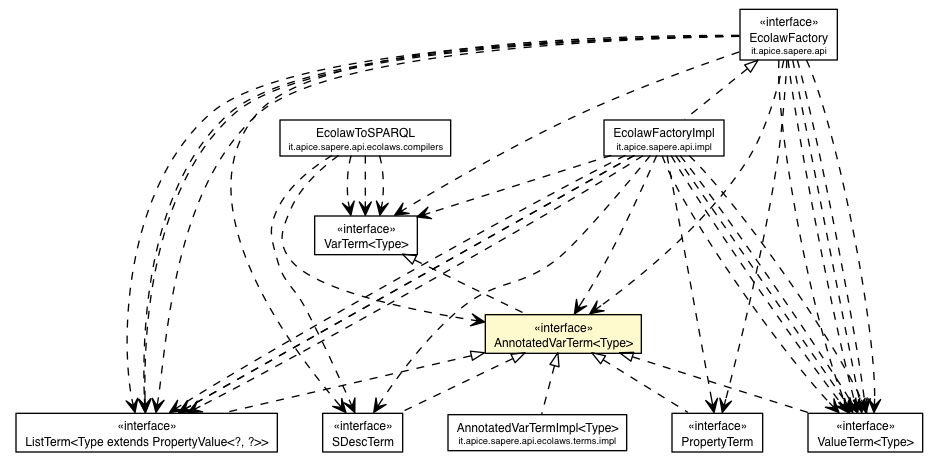 «interface»
EcolawFactory
it.apice.sapere.api
EcolawToSPARQL
it.apice.sapere.api.ecolaws.compilers
EcolawFactoryImpl
it.apice.sapere.api.impl
«interface»
VarTerm<Type>
«interface»
AnnotatedVarTerm<Type>
«interface»
ListTerm<Type extends PropertyValue<?, ?>>
«interface»
SDescTerm
AnnotatedVarTermImpl<Type>
it.apice.sapere.api.ecolaws.terms.impl
«interface»
PropertyTerm
«interface»
ValueTerm<Type>